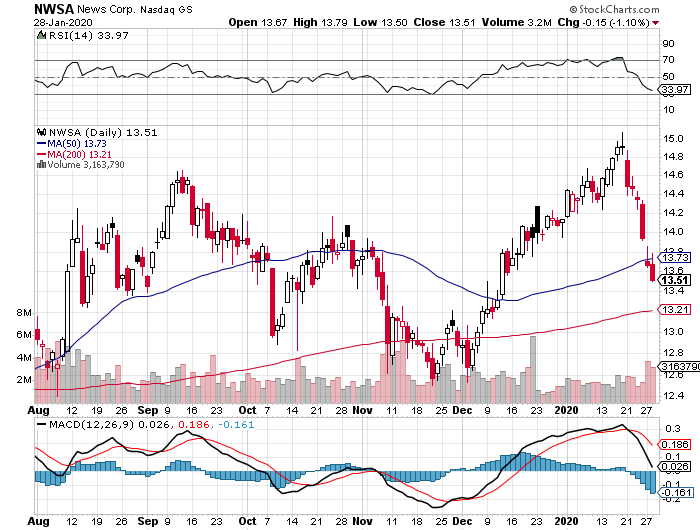 NWSA News Corp. Nasdaq GS © StockCharts.com
28-Jan-2020 Open 13.67 High 13.79 Low 13.50 Close 13.51 Volume 3.2M Chg -0.15 (-1.10%)
RSI(14) 33.97
90
70
50
33.97
30
10
NWSA (Daily) 13.51
MA(50) 13.73
MA(200) 13.21
Volume 3,163,790
15.0
14.8
14.6
14.4
14.2
14.0
13.8
13.73
13.6
13.51
13.4
13.21
13.0
12.8
12.6
12.4
8M
6M
4M
2M
3163790
Aug 12 19 26 Sep 9 16 23 Oct 7 14 21 28 Nov 11 18 25 Dec 9 16 23 2020 13 21 27
MACD(12,26,9) 0.026, 0.186, -0.161
0.3
0.186
0.1
0.026
-0.161
-0.2
Aug 12 19 26 Sep 9 16 23 Oct 7 14 21 28 Nov 11 18 25 Dec 9 16 23 2020 13 21 27